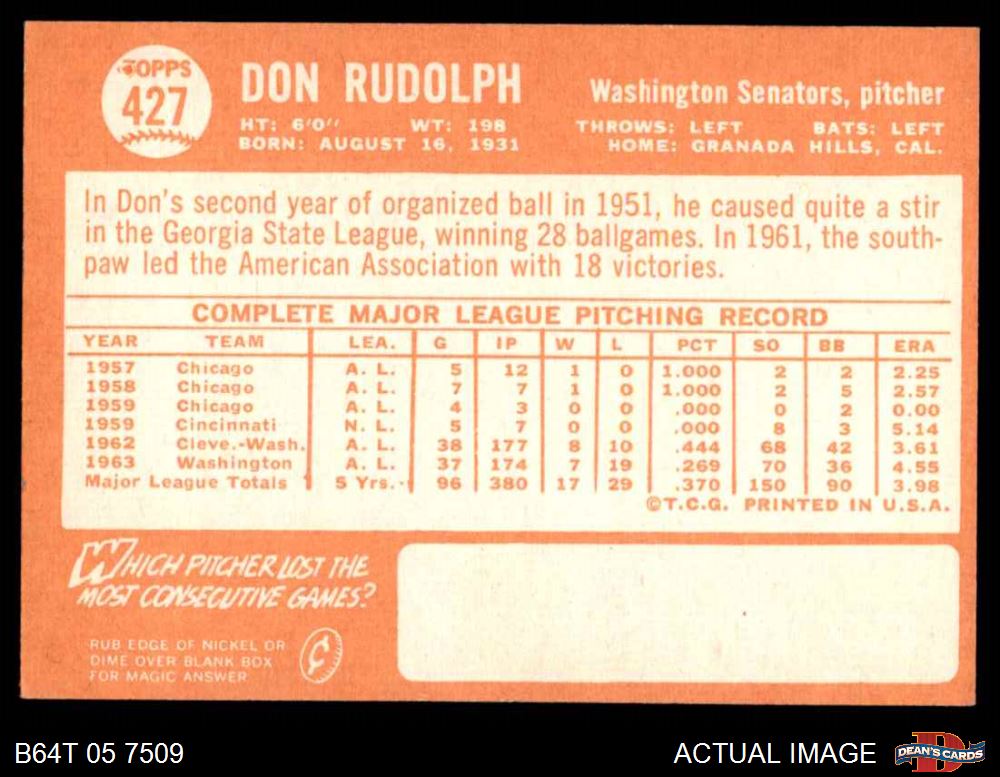 TOPPS
427
DON RUDOLPH
Washington Senators, pitcher
HT: 6'0" WT: 198
THROWS: LEFT BATS: LEFT
BORN: AUGUST 16, 1931
HOME: GRANADA HILLS, CAL.
In Don's second year of organized ball in 1951, he caused quite a stir
in the Georgia State League, winning 28 ballgames. In 1961, the south-
paw led the American Association with 18 victories.
COMPLETE MAJOR LEAGUE PITCHING RECORD
YEAR TEAM LEA. G IP W L PCT SO BB ERA
1957 Chicago A. L. 5 12 1 0 1.000 2 2 2.25
1958 Chicago A. L. 7 7 1 0 1.000 2 5 2.57
1959 Chicago A. L. 4 3 0 0 .000 0 2 0.00
1959 Cincinnati N. L. 5 7 0 0 .000 8 3 5.14
1962 Cleve.-Wash. A. L. 38 177 8 10 .444 68 42 3.61
1963 Washington A. L. 37 174 7 19 .269 70 36 4.55
Major League Totals 5 Yrs. 96 380 17 29 .370 150 90 3.98
©T.C.G. PRINTED IN U.S.A.
WHICH PITCHER LOST THE
MOST CONSECUTIVE GAMES?
RUB EDGE OF NICKEL OR
DIME OVER BLANK BOX
FOR MAGIC ANSWER
¢
B64T 05 7509
ACTUAL IMAGE
D
DEAN'S CARDS